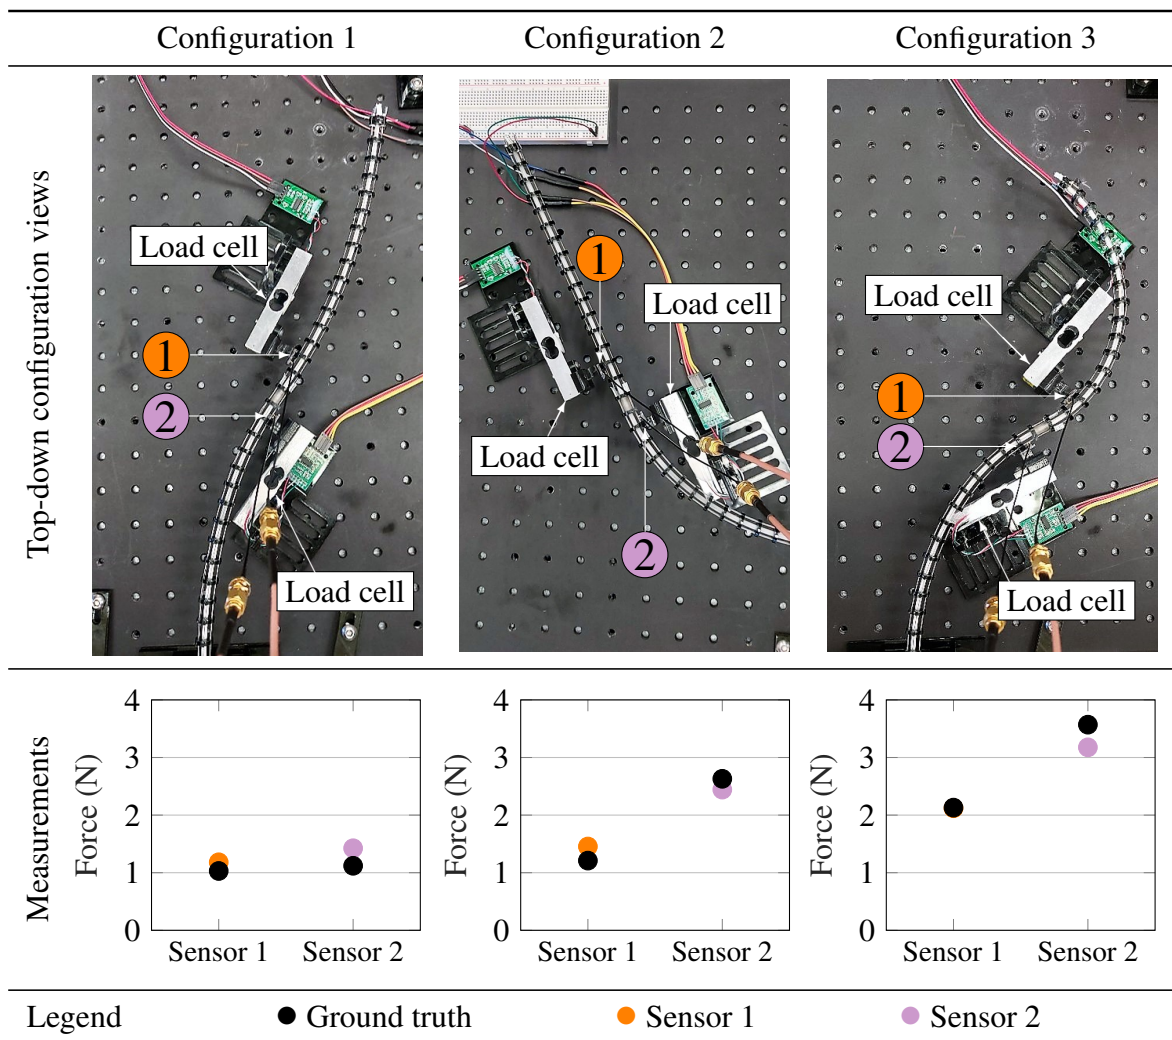 Configuration 1
Configuration 2
Configuration 3
Top-down configuration views
Load cell
1
2
Load cell
1
Load cell
Load cell
2
Load cell
1
2
Load cell
Measurements
Force (N)
4
3
2
1
0
Sensor 1
Sensor 2
Force (N)
4
3
2
1
0
Sensor 1
Sensor 2
Force (N)
4
3
2
1
0
Sensor 1
Sensor 2
Legend
Ground truth
Sensor 1
Sensor 2